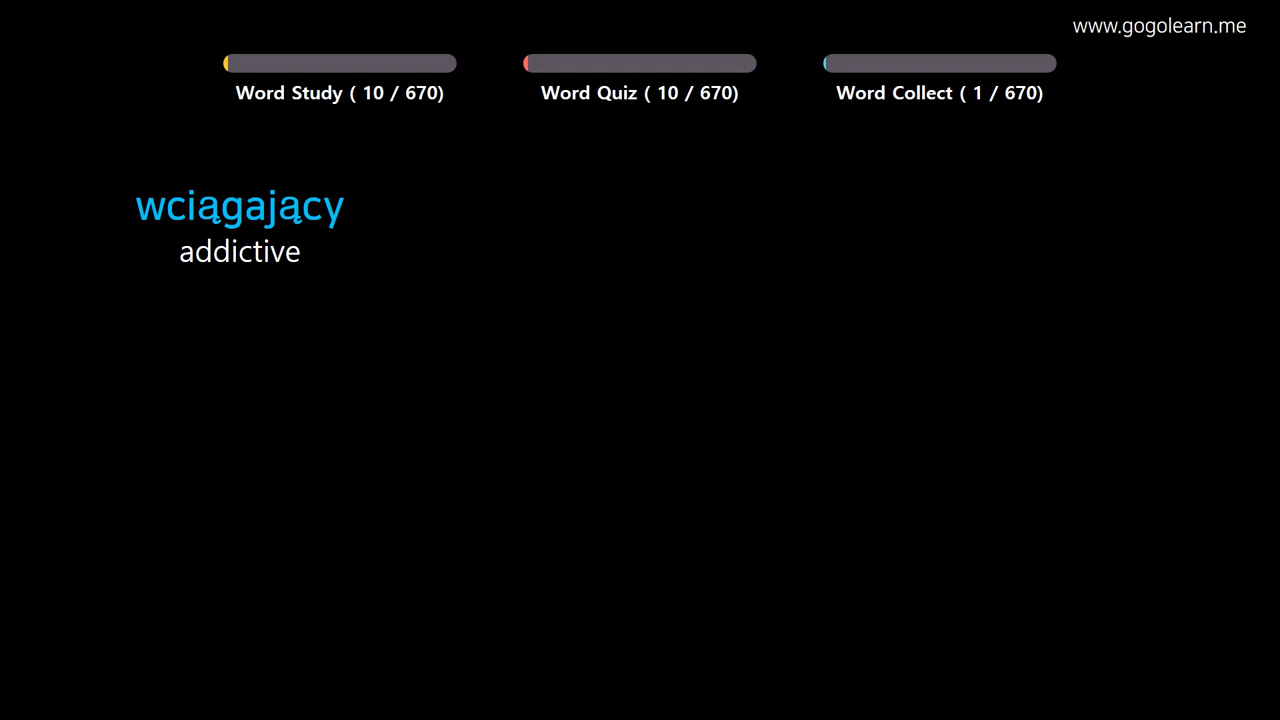 www.gogolearn.me
Word Study ( 10 / 670)
Word Quiz ( 10 / 670)
Word Collect ( 1 / 670)
wciągający
addictive